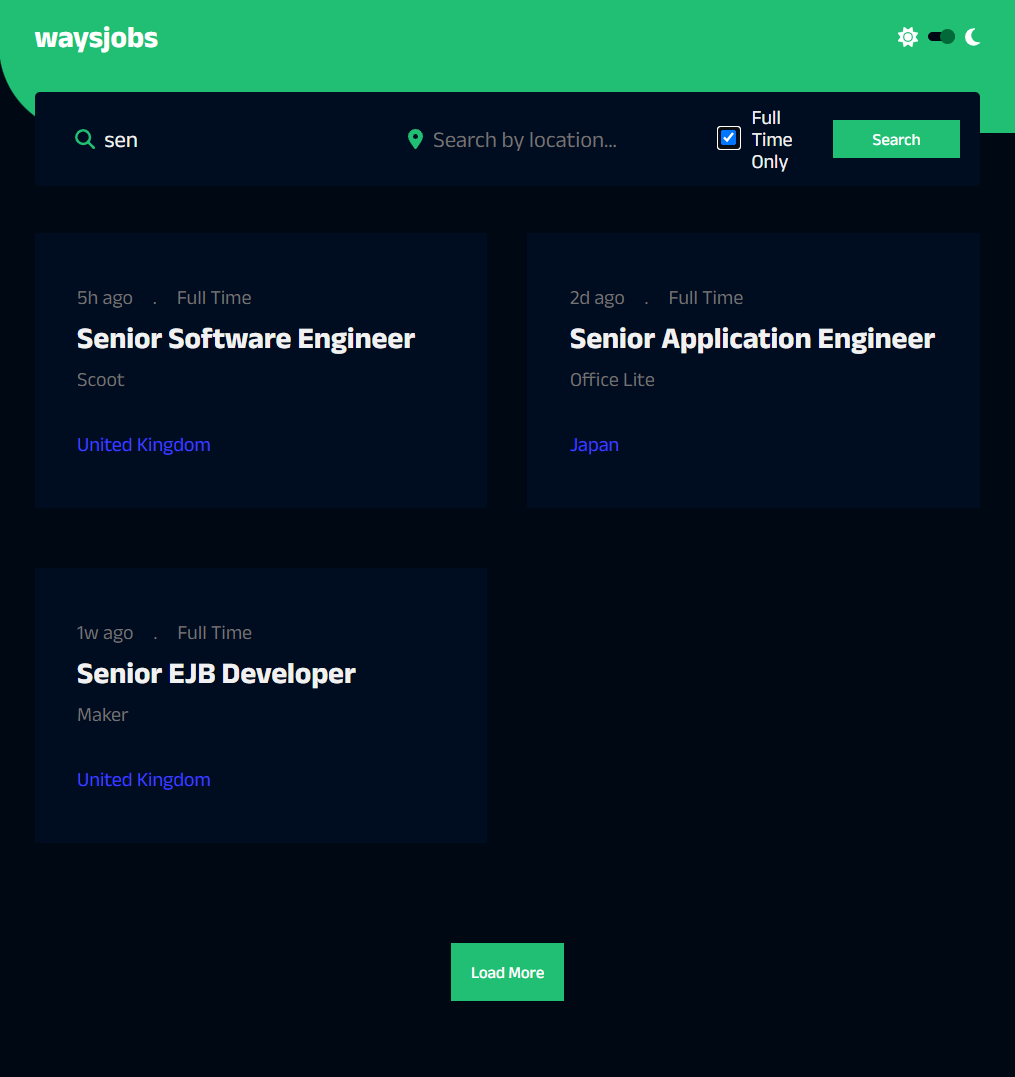 waysjobs
sen
Search by location...
Full
Time
Only
Search
5h ago . Full Time
Senior Software Engineer
Scoot
United Kingdom
2d ago . Full Time
Senior Application Engineer
Office Lite
Japan
1w ago . Full Time
Senior EJB Developer
Maker
United Kingdom
Load More